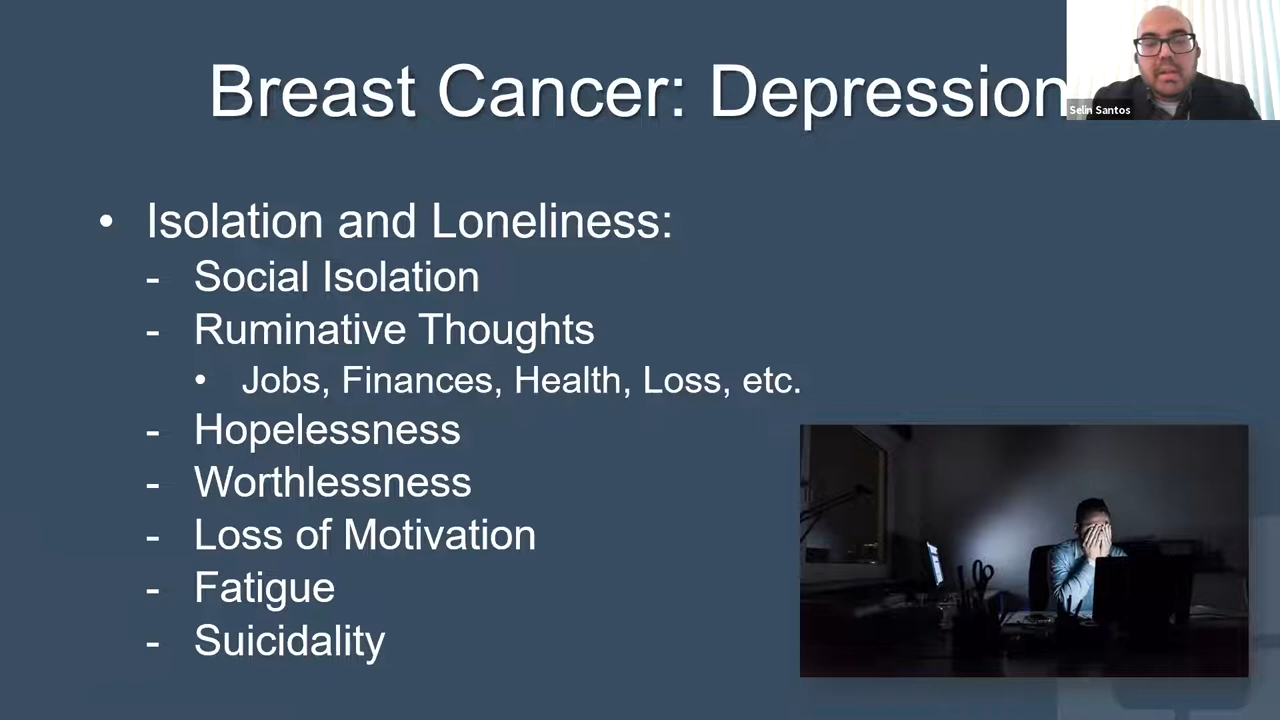 Breast Cancer: Depression
Selin Santos
• Isolation and Loneliness:
- Social Isolation
- Ruminative Thoughts
• Jobs, Finances, Health, Loss, etc.
- Hopelessness
- Worthlessness
- Loss of Motivation
- Fatigue
- Suicidality